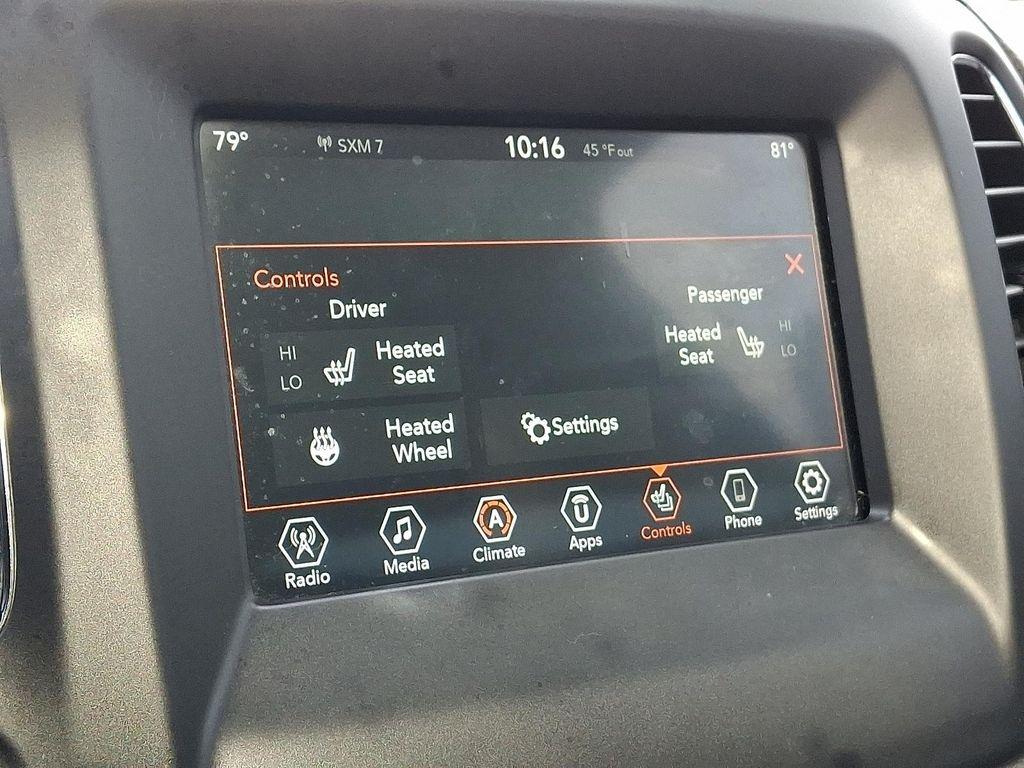 79° SXM 7 10:16 45 °F out 81°
Controls
Driver
Passenger
HI
LO
Heated
Seat
Heated
Seat
HI
LO
Heated
Wheel
Settings
A
U
Radio
Media
Climate
Apps
Controls
Phone
Settings